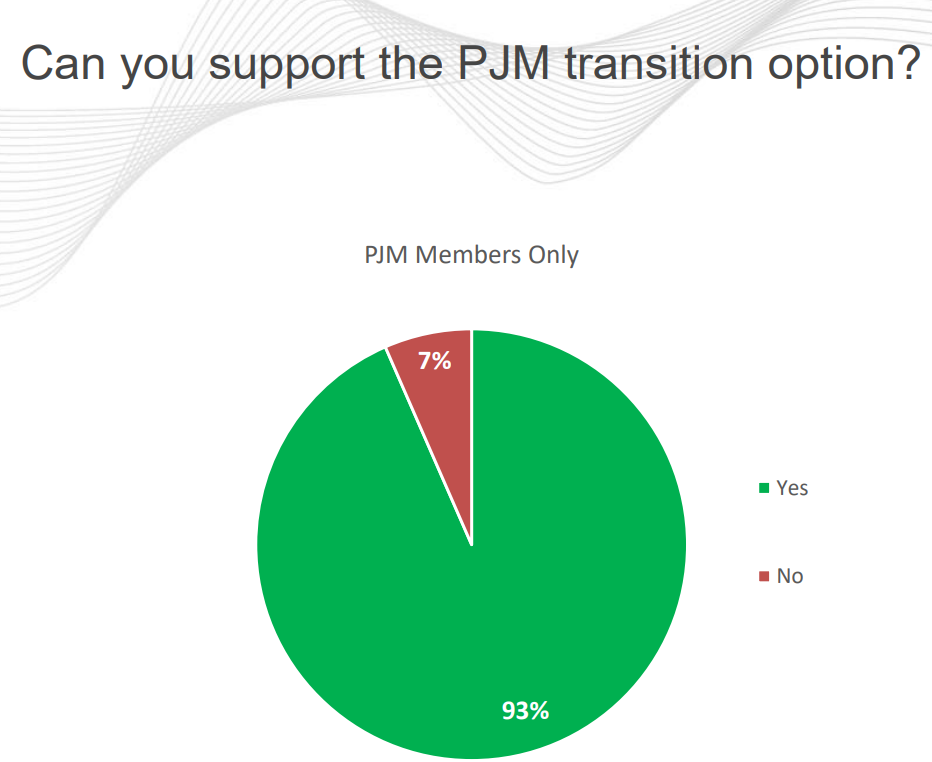 Can you support the PJM transition option?
PJM Members Only
7%
Yes
No
93%